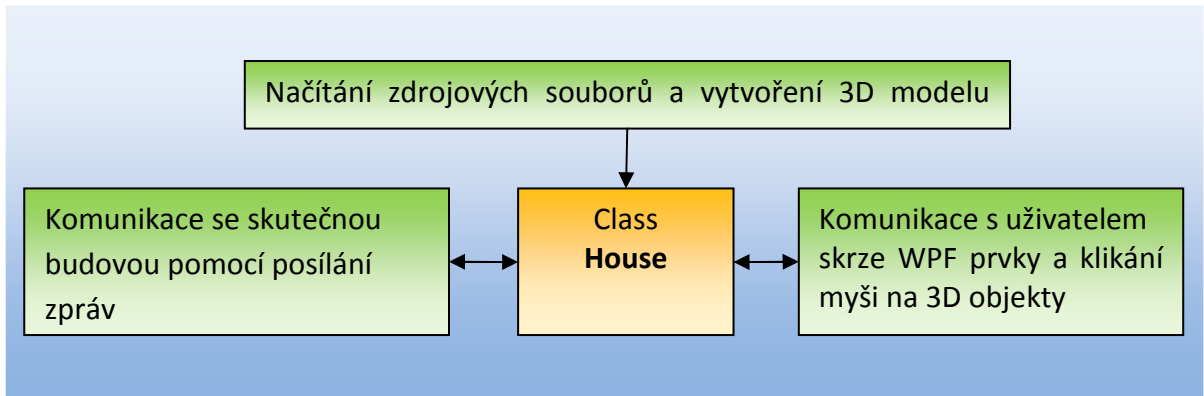 Načítání zdrojových souborů a vytvoření 3D modelu
Komunikace se skutečnou
budovou pomocí posílání
zpráv
Class
House
Komunikace s uživatelem
skrze WPF prvky a klikání
myši na 3D objekty